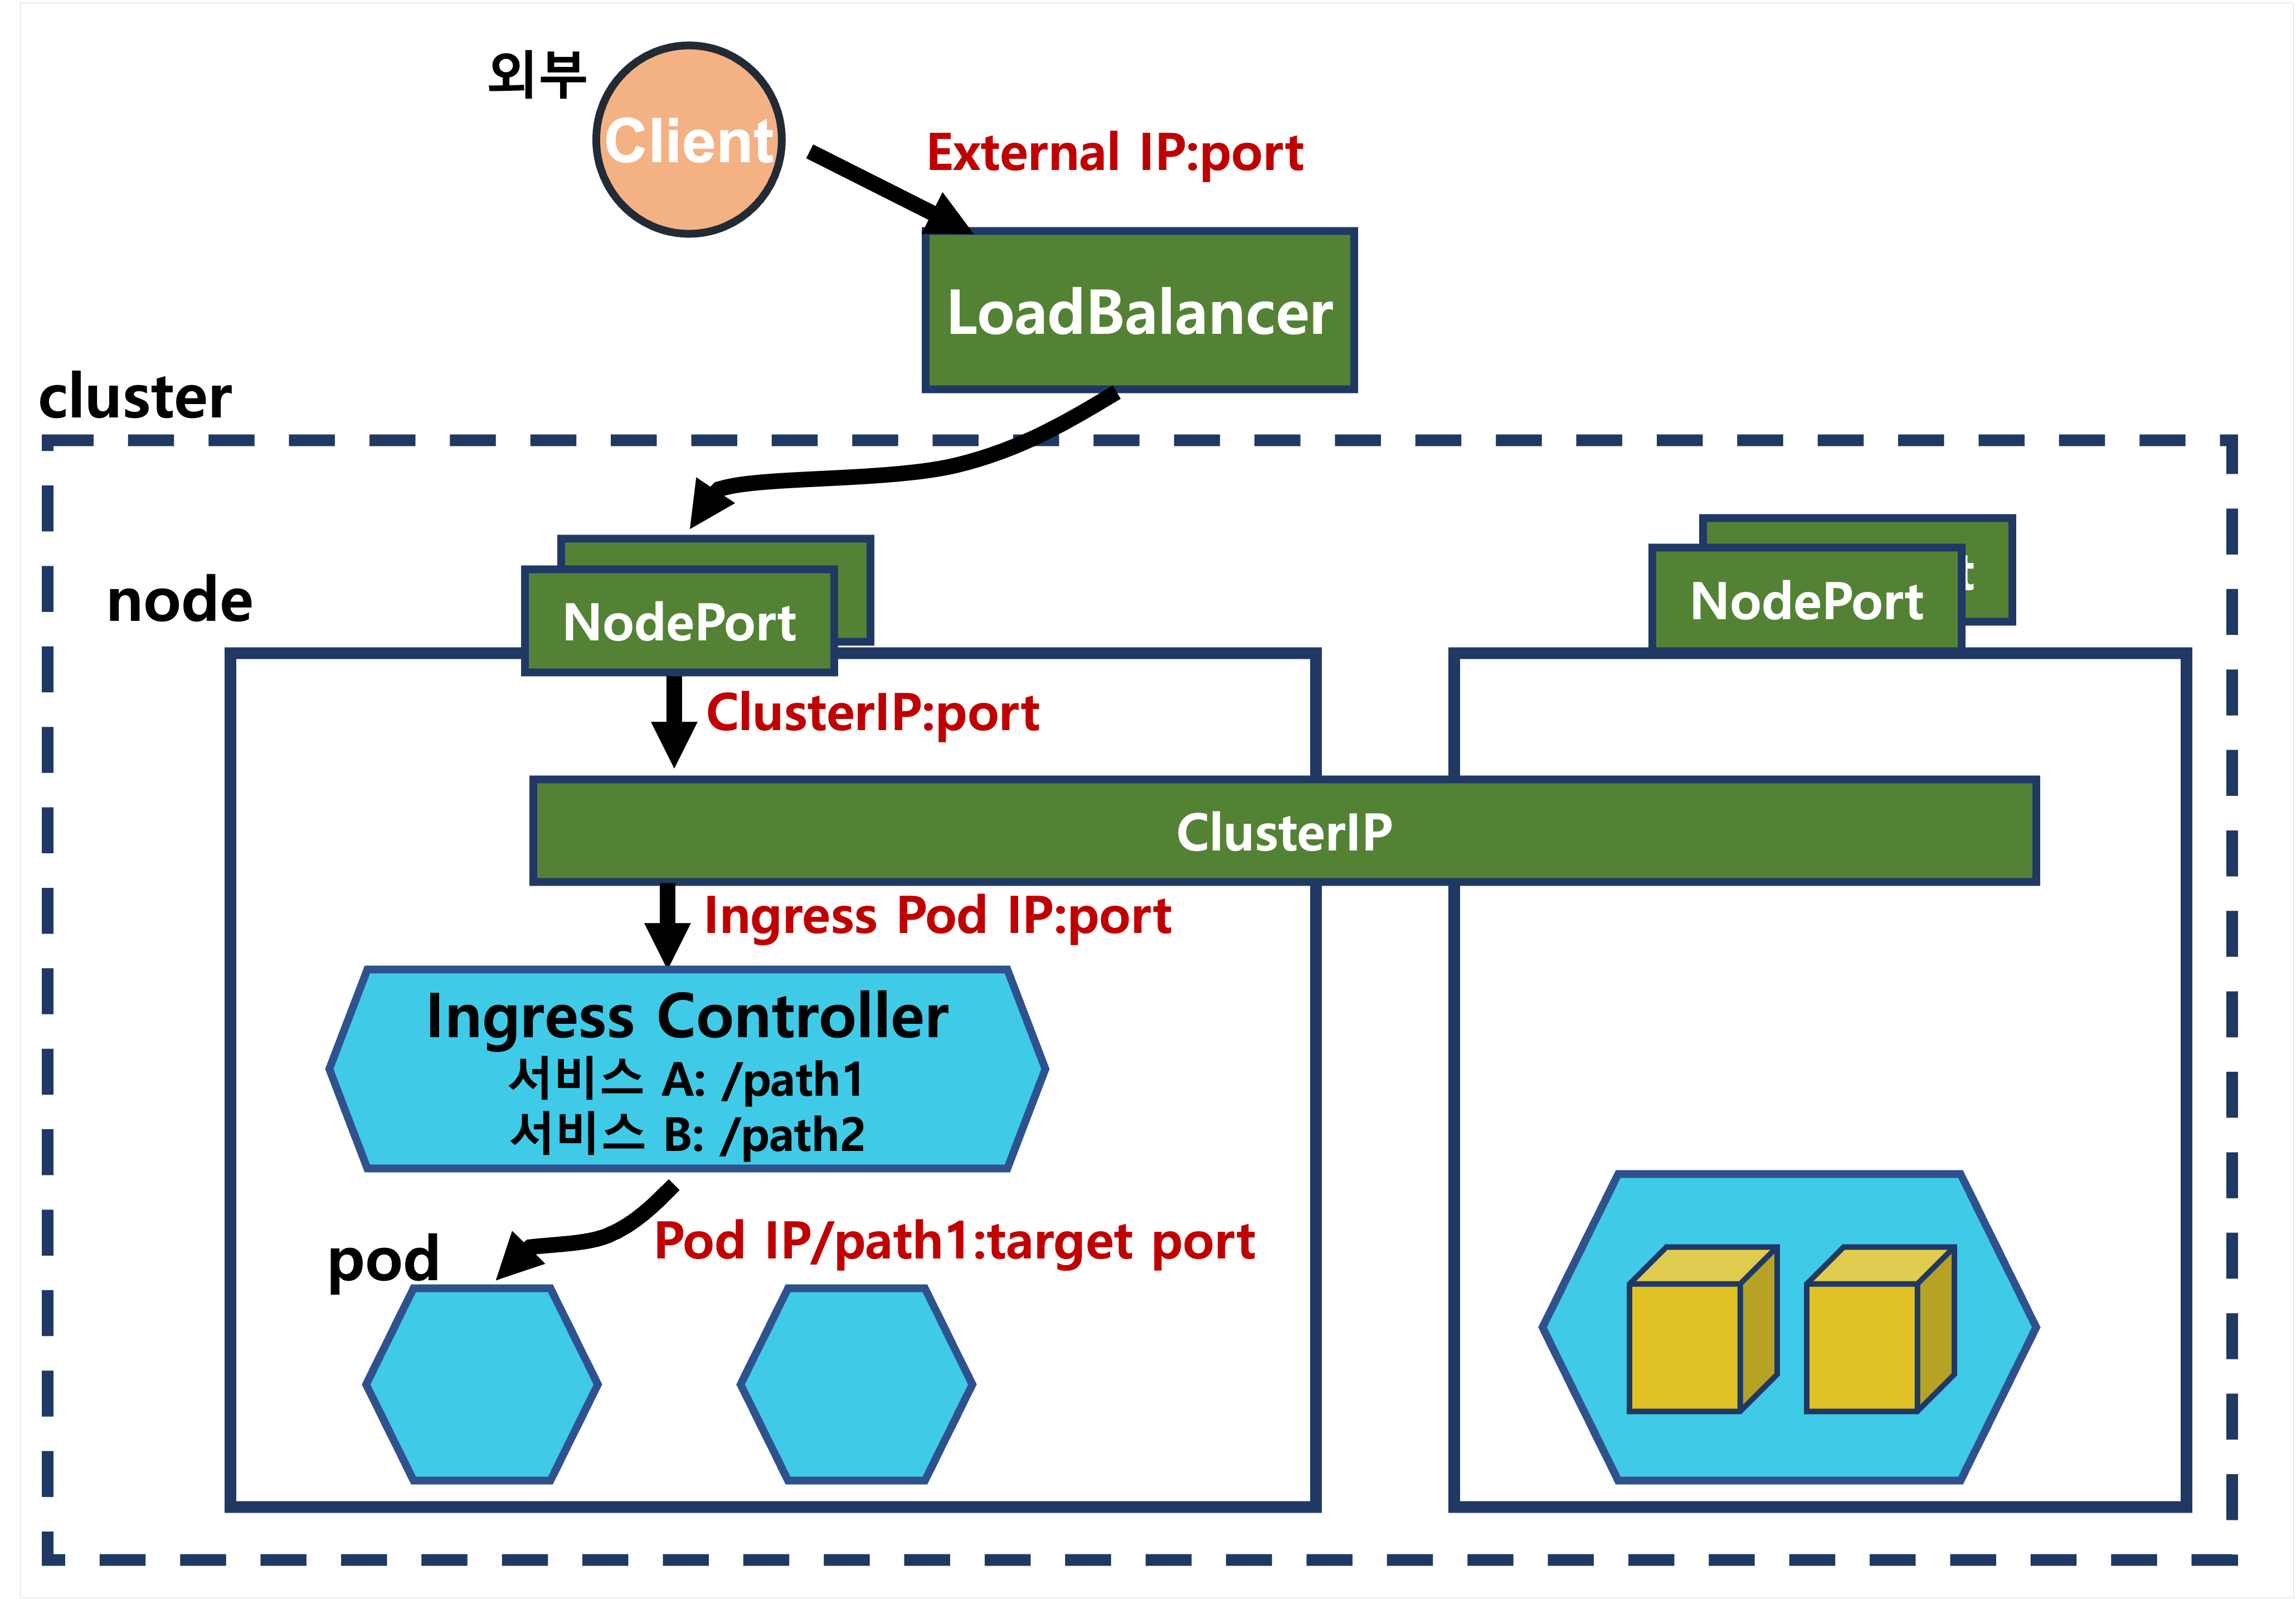 외부
Client
External IP:port
LoadBalancer
cluster
node
NodePort
NodePort
t
ClusterIP:port
ClusterIP
Ingress Pod IP:port
Ingress Controller
서비스 A: /path1
서비스 B: /path2
pod
Pod IP/path1:target port